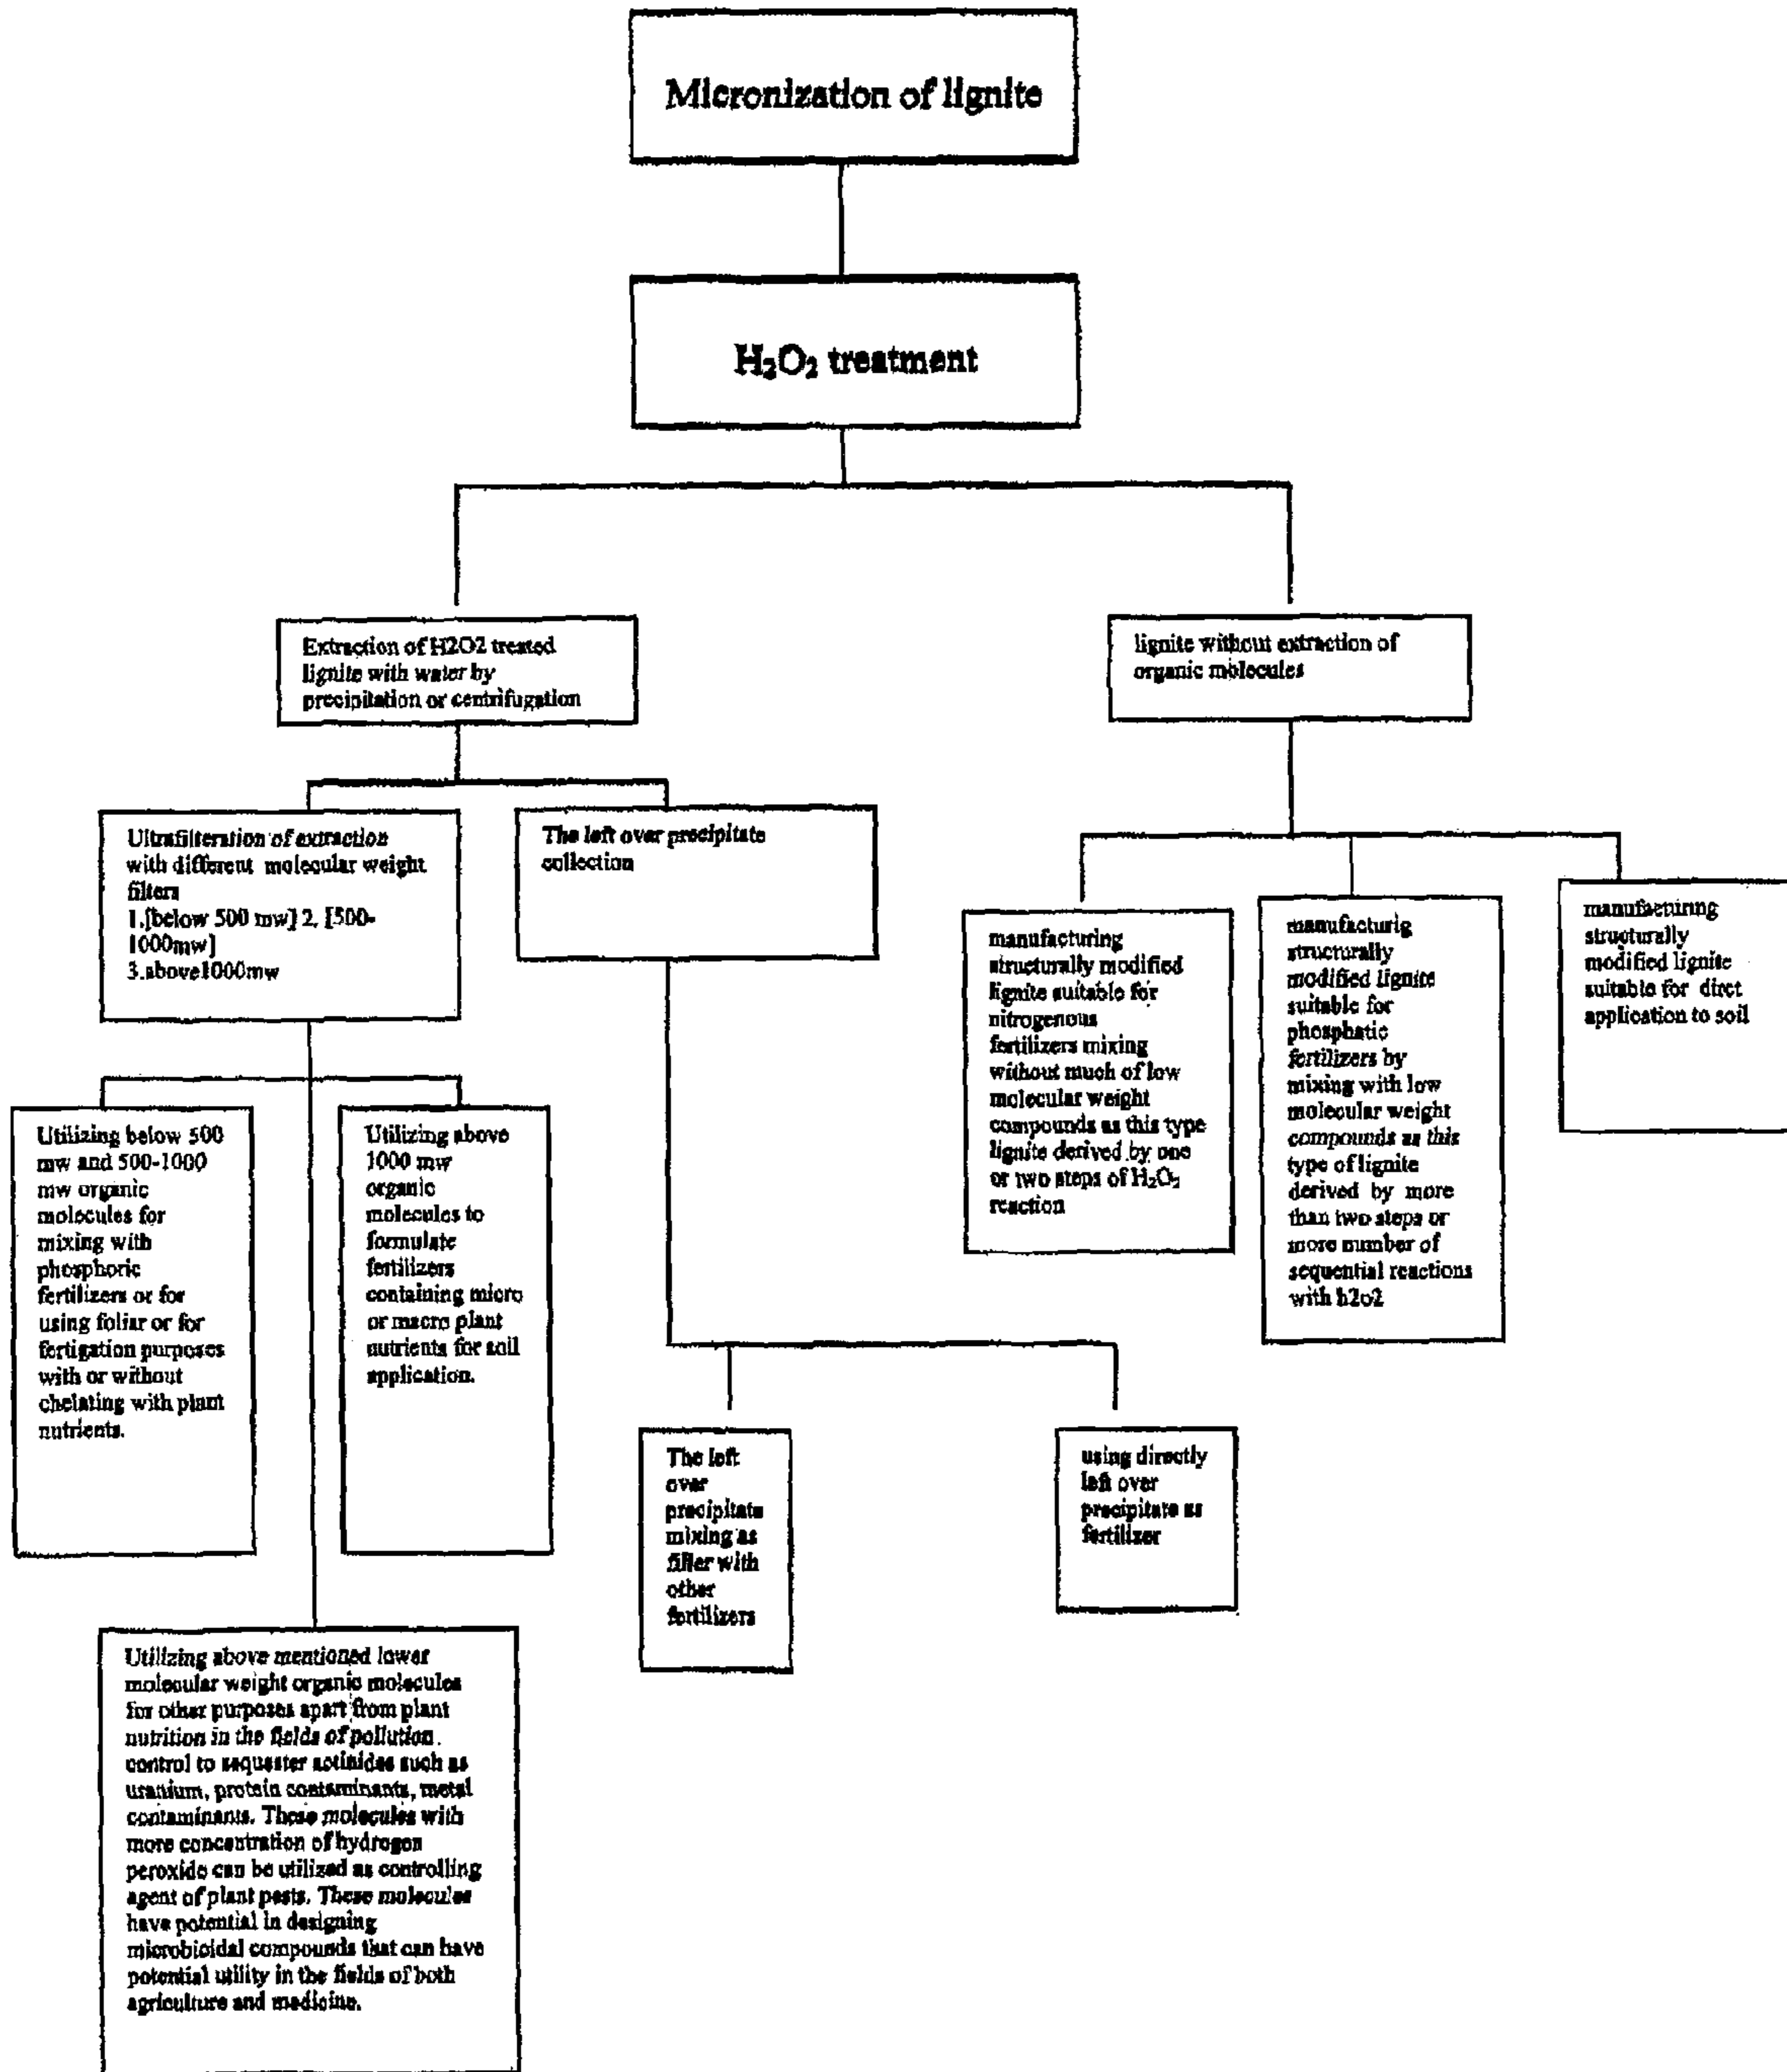 Micronization of lignite
H₂O₂ treatment
Extraction of H2O2 treated
lignite with water by
precipitation or centrifugation
lignite without extraction of
organic molecules
Ultrafilteration of extraction
with different molecular weight
filters
1.[below 500 mw] 2. [500-
1000mw]
3.above1000mw
The left over precipitate
collection
manufacturing
structurally modified
lignite suitable for
nitrogenous
fertilizers mixing
without much of low
molecular weight
compounds as this type
lignite derived by one
or two steps of H₂O₂
reaction
manufacturig
structurally
modified lignite
suitable for
phosphatic
fertilizers by
mixing with low
molecular weight
compounds as this
type of lignite
derived by more
than two steps or
more number of
sequential reactions
with h2o2
manufacturing
structurally
modified lignite
suitable for dirct
application to soil
Utilizing below 500
mw and 500-1000
mw organic
molecules for
mixing with
phosphoric
fertilizers or for
using foliar or for
fertigation purposes
with or without
chelating with plant
nutrients.
Utilizing above
1000 mw
organic
molecules to
formulate
fertilizers
containing micro
or macro plant
nutrients for soil
application.
The left
over
precipitate
mixing as
filler with
other
fertilizers
using directly
left over
precipitate as
fertilizer
Utilizing above mentioned lower
molecular weight organic molecules
for other purposes apart from plant
nutrition in the fields of pollution
control to sequester actinides such as
uranium, protein contaminants, metal
contaminants. These molecules with
more concentration of hydrogen
peroxide can be utilized as controlling
agent of plant pests. These molecules
have potential in designing
microbicidal compounds that can have
potential utility in the fields of both
agriculture and medicine.